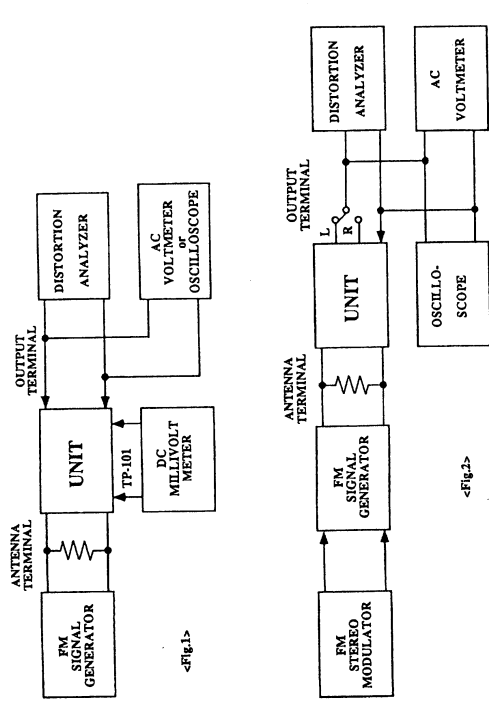 FM
SIGNAL
GENERATOR
ANTENNA
TERMINAL
UNIT
TP-101
DC
MILLIVOLT
METER
OUTPUT
TERMINAL
DISTORTION
ANALYZER
AC
VOLTMETER
or
OSCILLOSCOPE
<Fig.1>
FM
STEREO
MODULATOR
FM
SIGNAL
GENERATOR
ANTENNA
TERMINAL
UNIT
OUTPUT
TERMINAL
L
R
DISTORTION
ANALYZER
OSCILLO-
SCOPE
AC
VOLTMETER
<Fig.2>